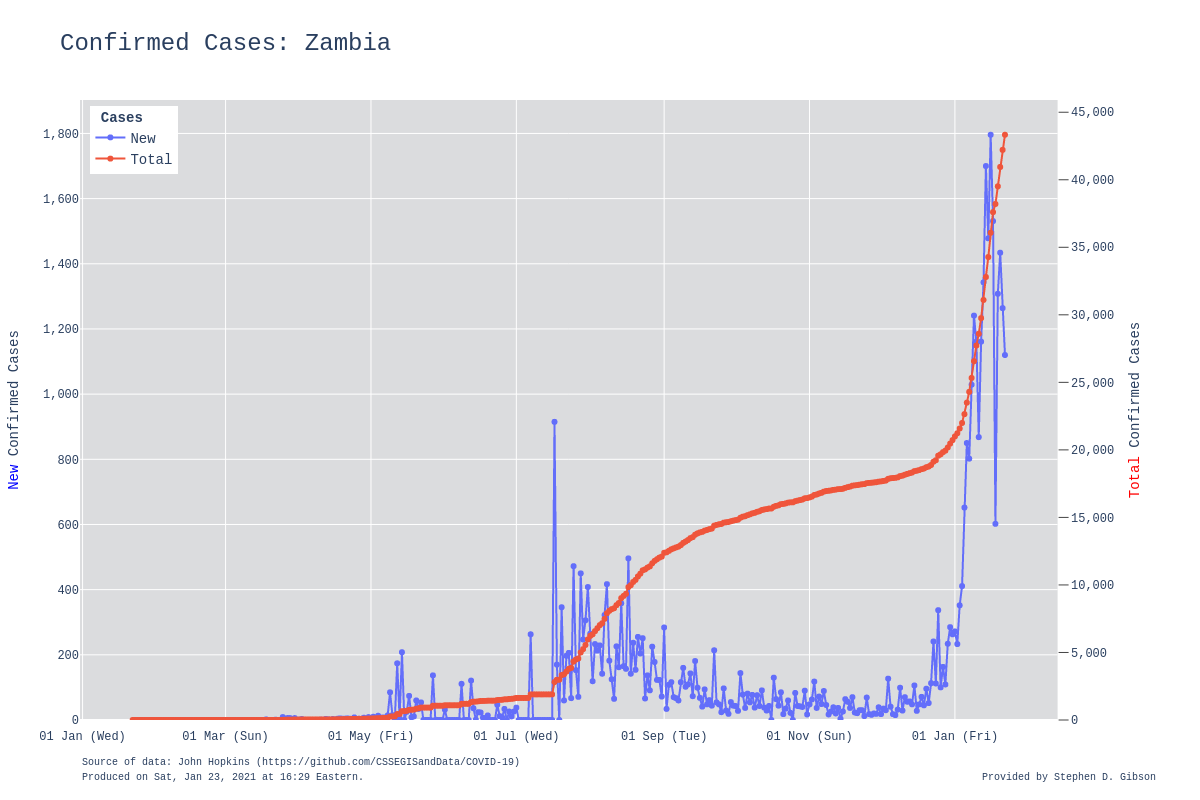 Confirmed Cases: Zambia
Cases
New
Total
1,800
1,600
1,400
1,200
1,000
800
600
400
200
0
New Confirmed Cases
45,000
40,000
35,000
30,000
25,000
20,000
15,000
10,000
5,000
0
Total Confirmed Cases
01 Jan (Wed) 01 Mar (Sun) 01 May (Fri) 01 Jul (Wed) 01 Sep (Tue) 01 Nov (Sun) 01 Jan (Fri)
Source of data: John Hopkins (https://github.com/CSSEGISandData/COVID-19)
Produced on Sat, Jan 23, 2021 at 16:29 Eastern.
Provided by Stephen D. Gibson